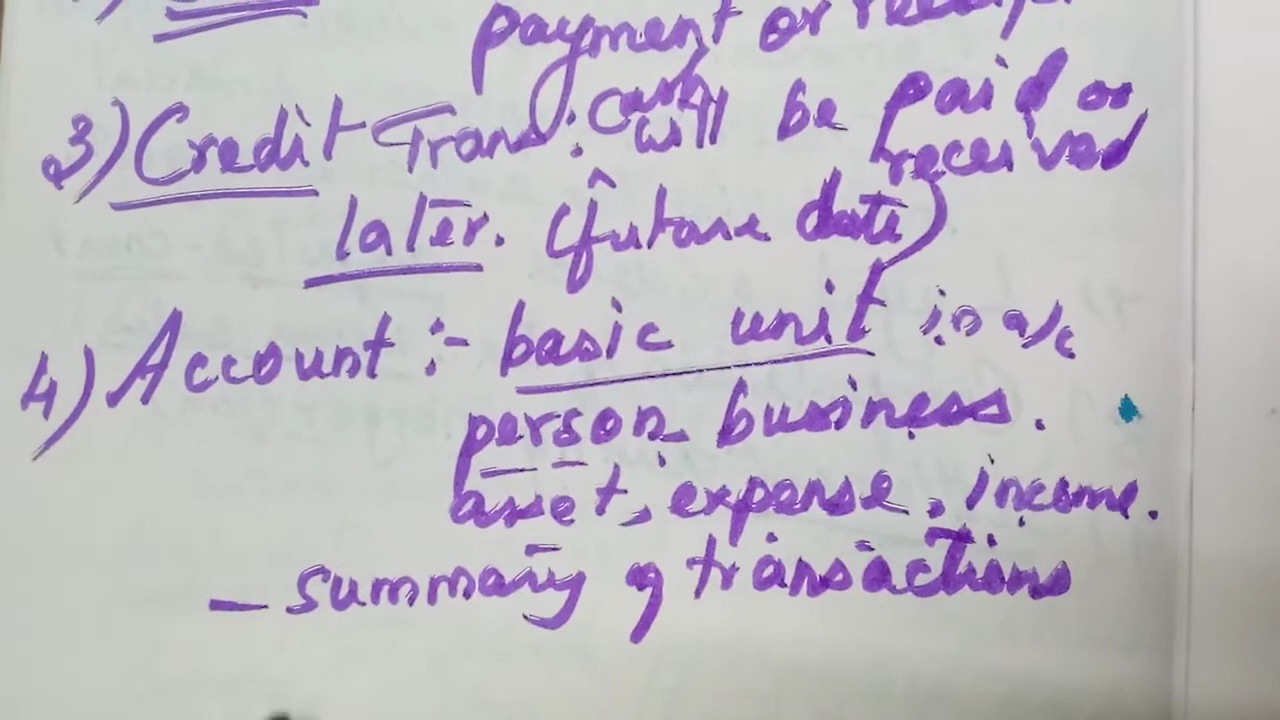 payment or receipt
3) Credit Trans : Cash will be paid or received
later. (future date)
4) Account :- basic unit in a/c
person business.
asset, expense, income.
- summary of transactions